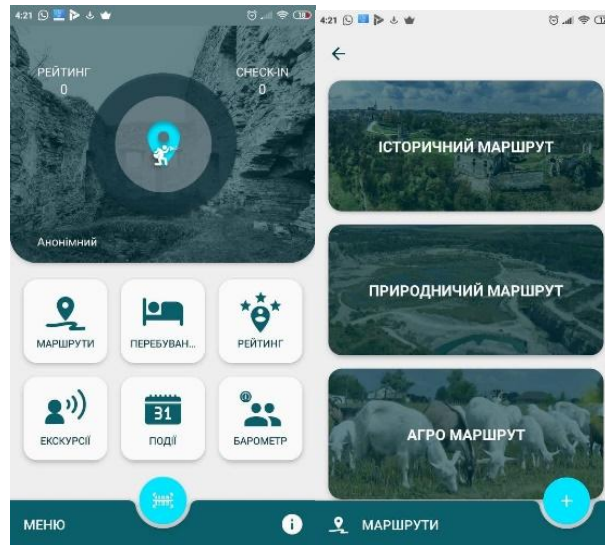 4:21
РЕЙТИНГ
0
CHECK-IN
0
Анонімний
МАРШРУТИ
ПЕРЕБУВАН...
РЕЙТИНГ
31
ЕКСКУРСІЇ
ПОДІЇ
БАРОМЕТР
МЕНЮ
4:21
ІСТОРИЧНИЙ МАРШРУТ
ПРИРОДНИЧИЙ МАРШРУТ
АГРО МАРШРУТ
МАРШРУТИ